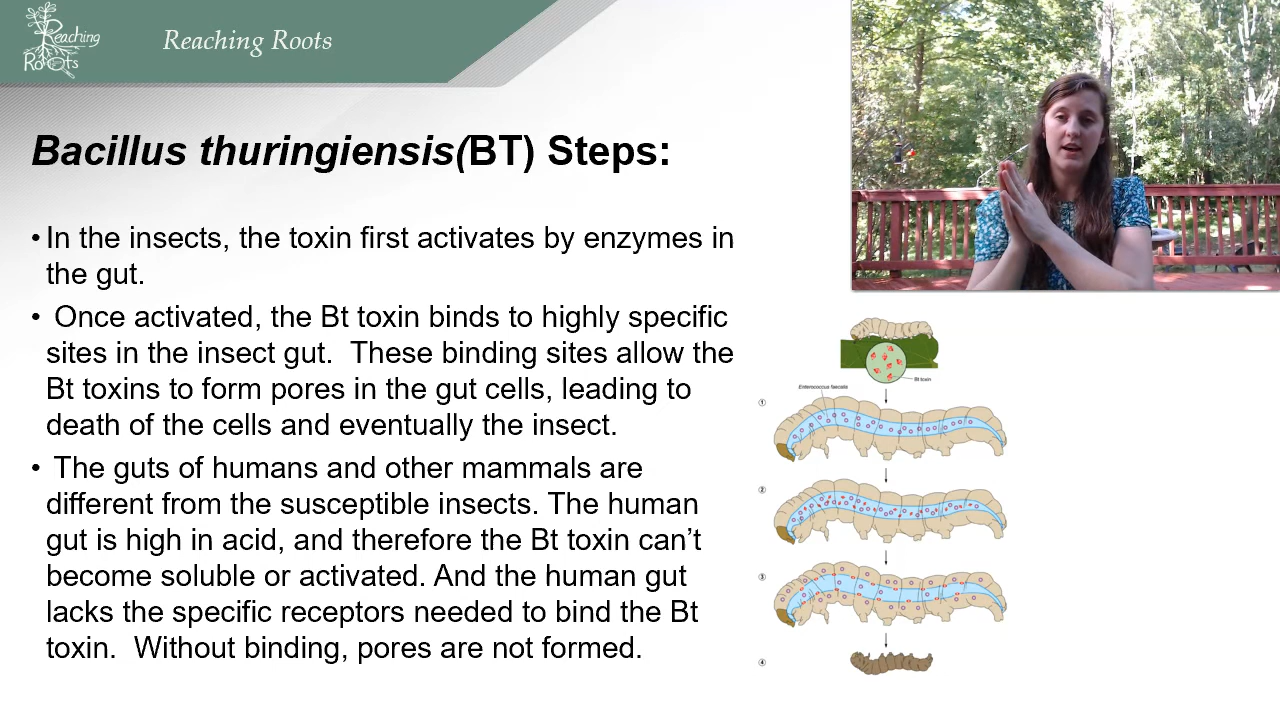 Reaching
Roots
Reaching Roots
Bacillus thuringiensis(BT) Steps:
• In the insects, the toxin first activates by enzymes in
the gut.
• Once activated, the Bt toxin binds to highly specific
sites in the insect gut.  These binding sites allow the
Bt toxins to form pores in the gut cells, leading to
death of the cells and eventually the insect.
• The guts of humans and other mammals are
different from the susceptible insects. The human
gut is high in acid, and therefore the Bt toxin can’t
become soluble or activated. And the human gut
lacks the specific receptors needed to bind the Bt
toxin.  Without binding, pores are not formed.
Bt toxin
Enterococcus faecalis
①
②
③
④